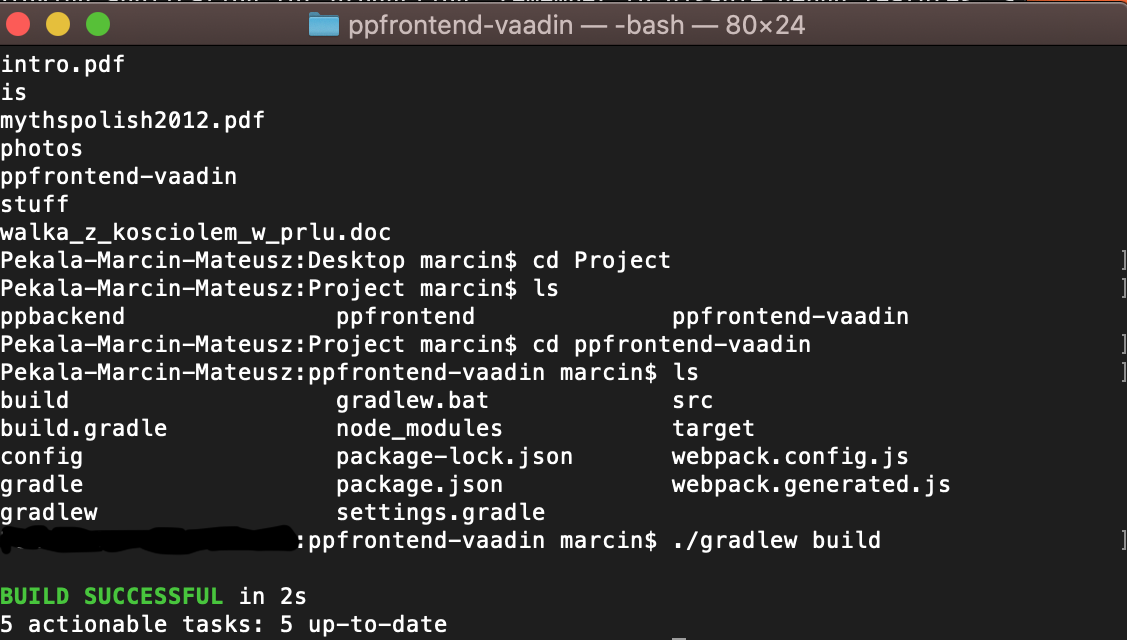 ppfrontend-vaadin — -bash — 80×24
intro.pdf
is
mythspolish2012.pdf
photos
ppfrontend-vaadin
stuff
walka_z_kosciolem_w_prlu.doc
Pekala-Marcin-Mateusz:Desktop marcin$ cd Project
Pekala-Marcin-Mateusz:Project marcin$ ls
ppbackend ppfrontend ppfrontend-vaadin
Pekala-Marcin-Mateusz:Project marcin$ cd ppfrontend-vaadin
Pekala-Marcin-Mateusz:ppfrontend-vaadin marcin$ ls
build gradlew.bat src
build.gradle node_modules target
config package-lock.json webpack.config.js
gradle package.json webpack.generated.js
gradlew settings.gradle
:ppfrontend-vaadin marcin$ ./gradlew build
BUILD SUCCESSFUL in 2s
5 actionable tasks: 5 up-to-date